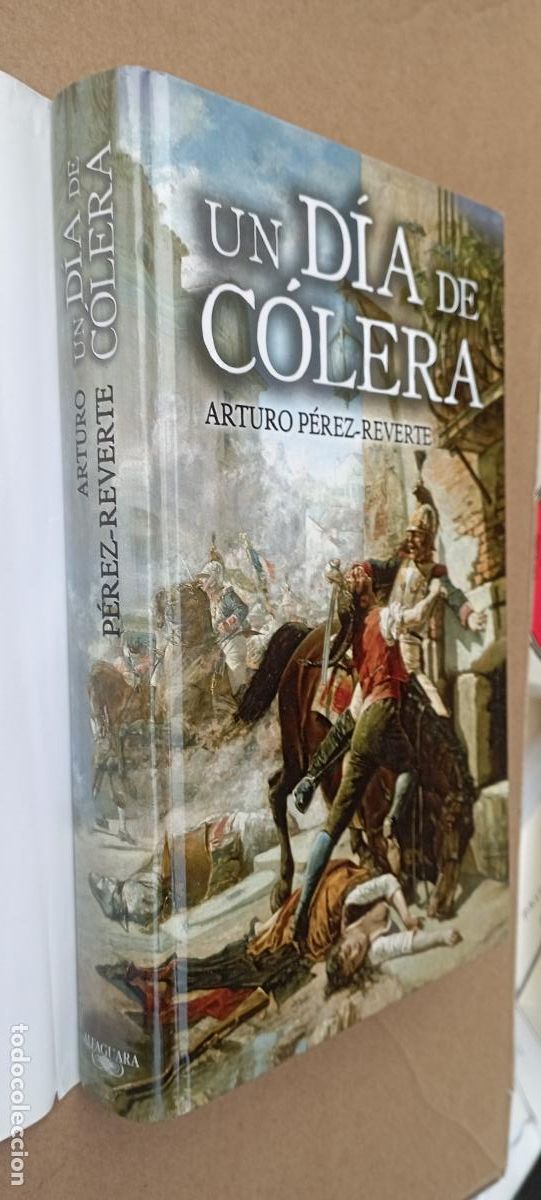 UN DÍA DE
CÓLERA
ARTURO PÉREZ-REVERTE
UN DÍA DE
CÓLERA
ARTURO
PÉREZ-REVERTE
ALFAGUARA
todocoleccion